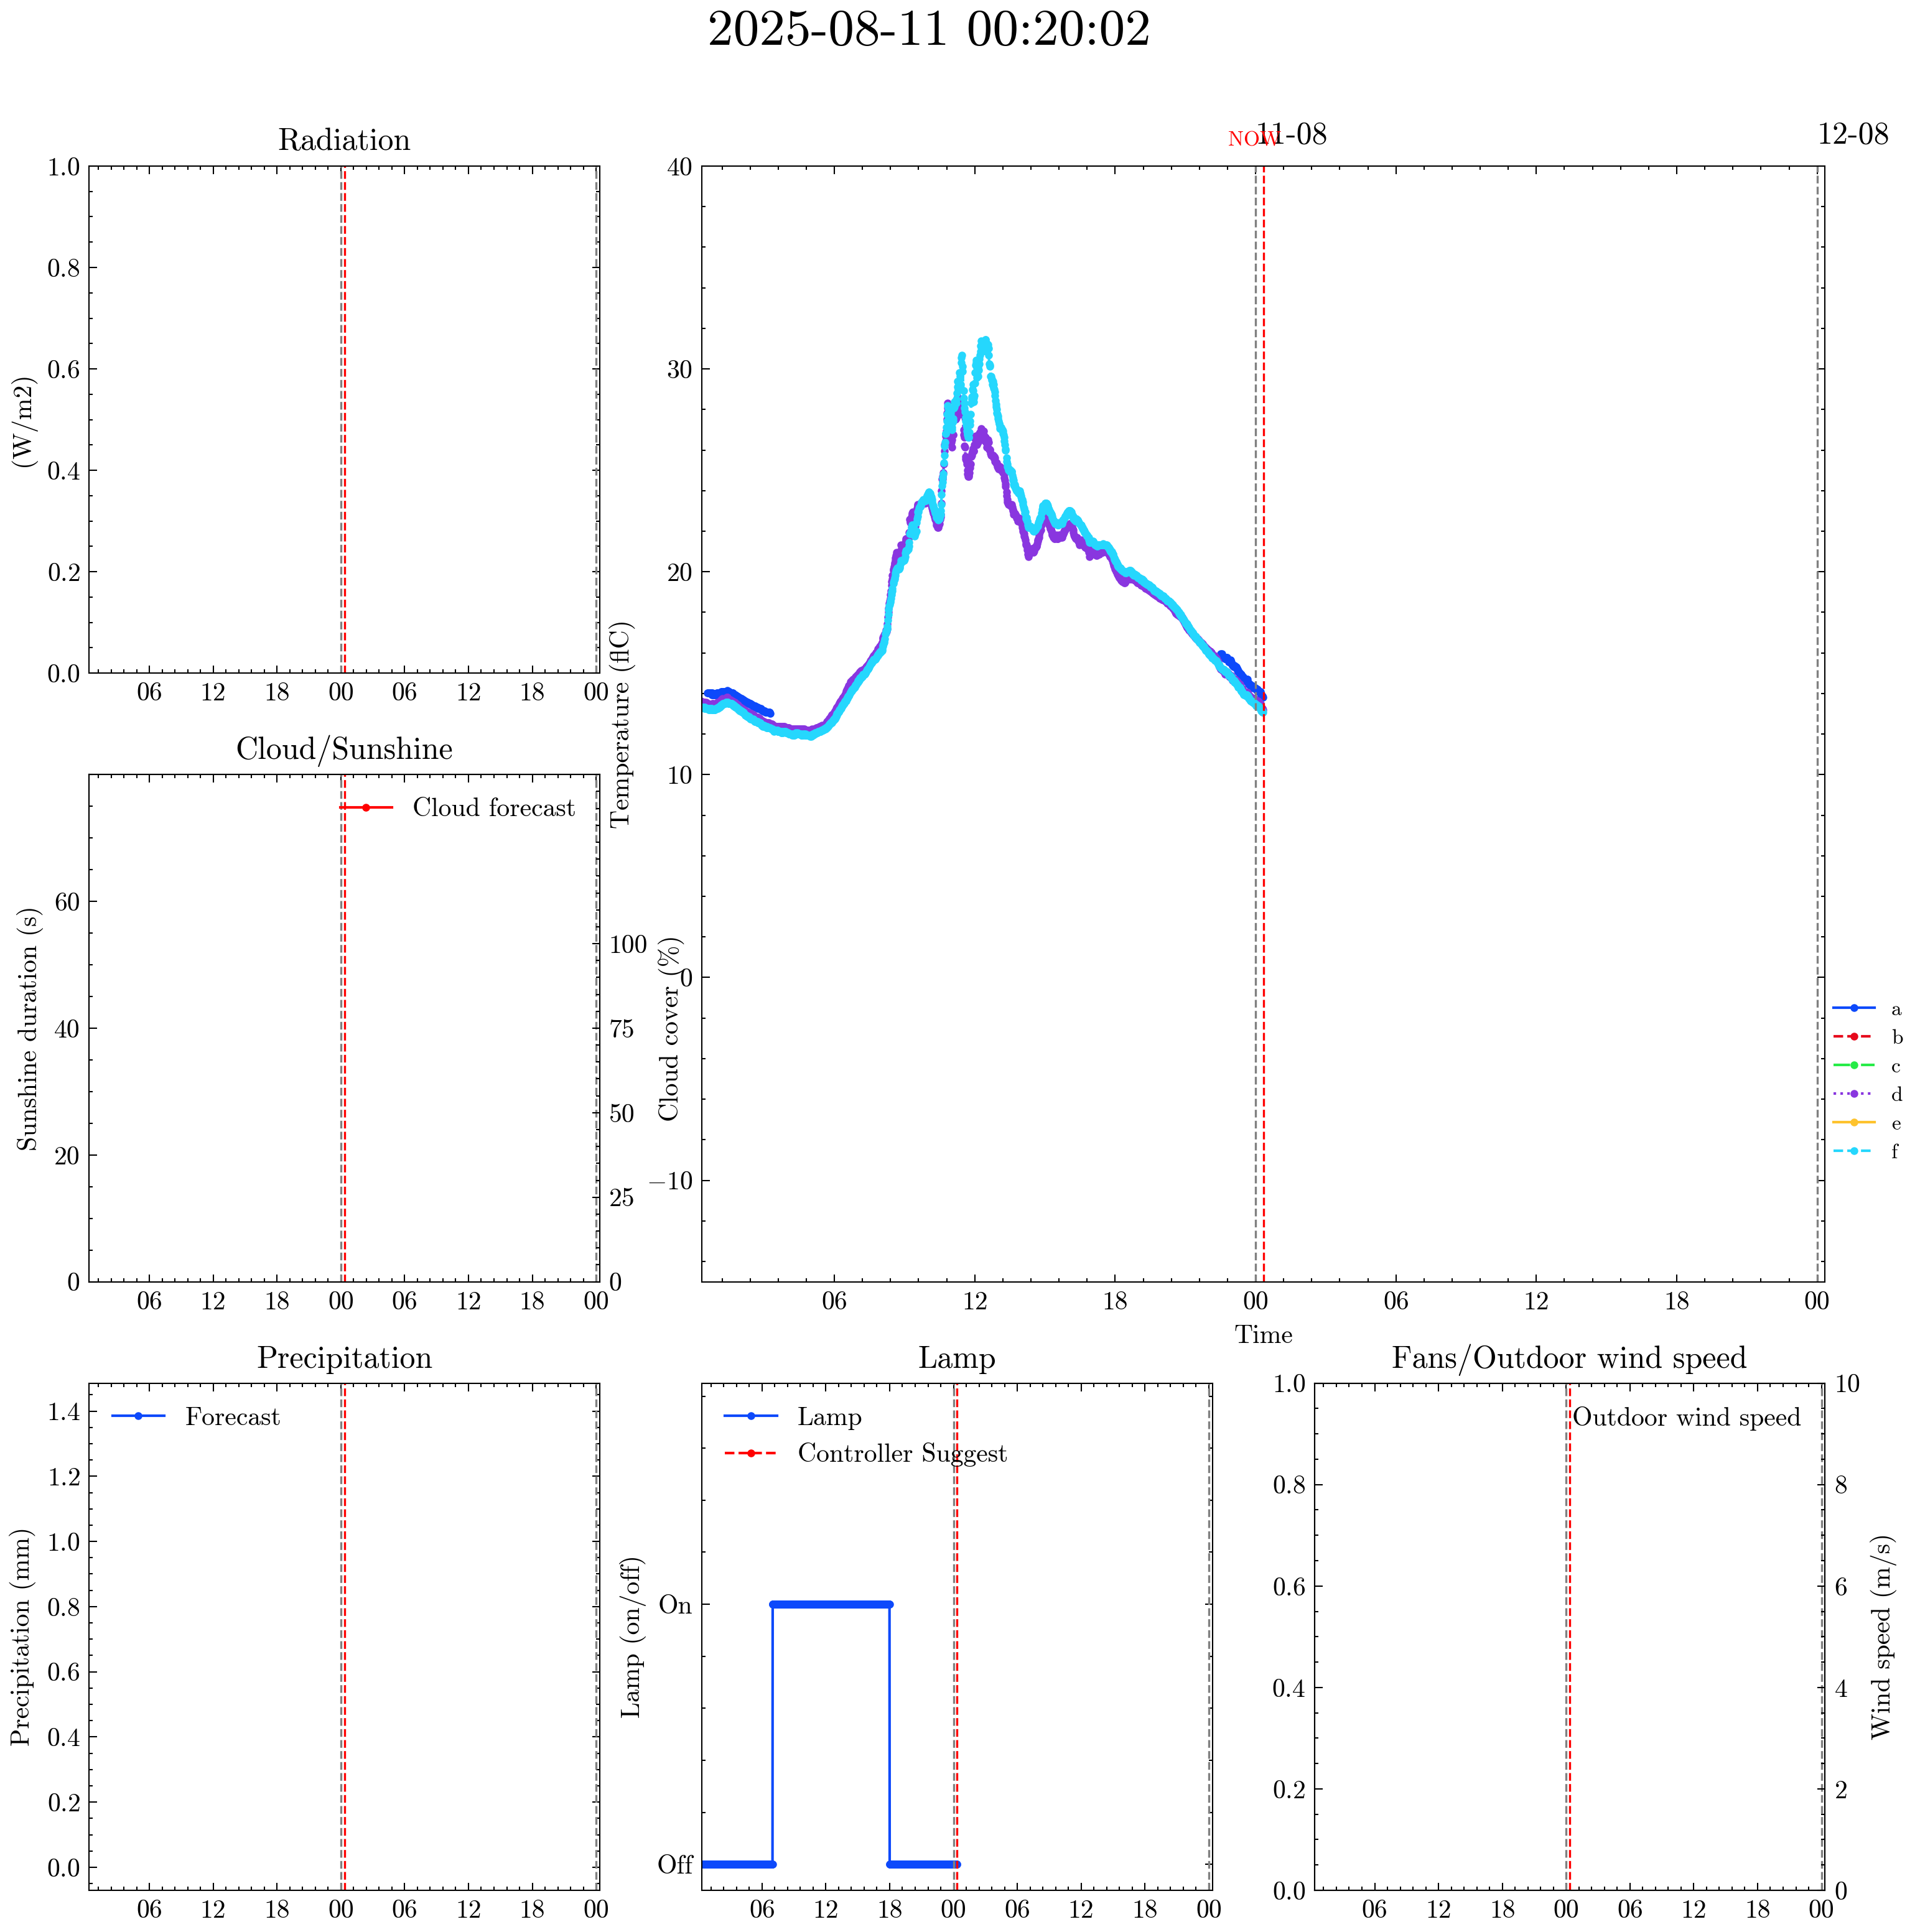 2025-08-11 00:20:02
Radiation
1.0
0.8
0.6
0.4
0.2
0.0
(W/m2)
06 12 18 00 06 12 18 00
NOW
11-08
12-08
40
30
20
10
0
−10
Temperature (flC)
06 12 18 00 06 12 18 00
Time
a
b
c
d
e
f
Cloud/Sunshine
Cloud forecast
60
40
20
0
Sunshine duration (s)
100
75
50
25
0
Cloud cover (%)
06 12 18 00 06 12 18 00
Precipitation
Forecast
1.4
1.2
1.0
0.8
0.6
0.4
0.2
0.0
Precipitation (mm)
06 12 18 00 06 12 18 00
Lamp
Lamp
Controller Suggest
On
Off
Lamp (on/off)
06 12 18 00 06 12 18 00
Fans/Outdoor wind speed
Outdoor wind speed
1.0
0.8
0.6
0.4
0.2
0.0
10
8
6
4
2
0
Wind speed (m/s)
06 12 18 00 06 12 18 00